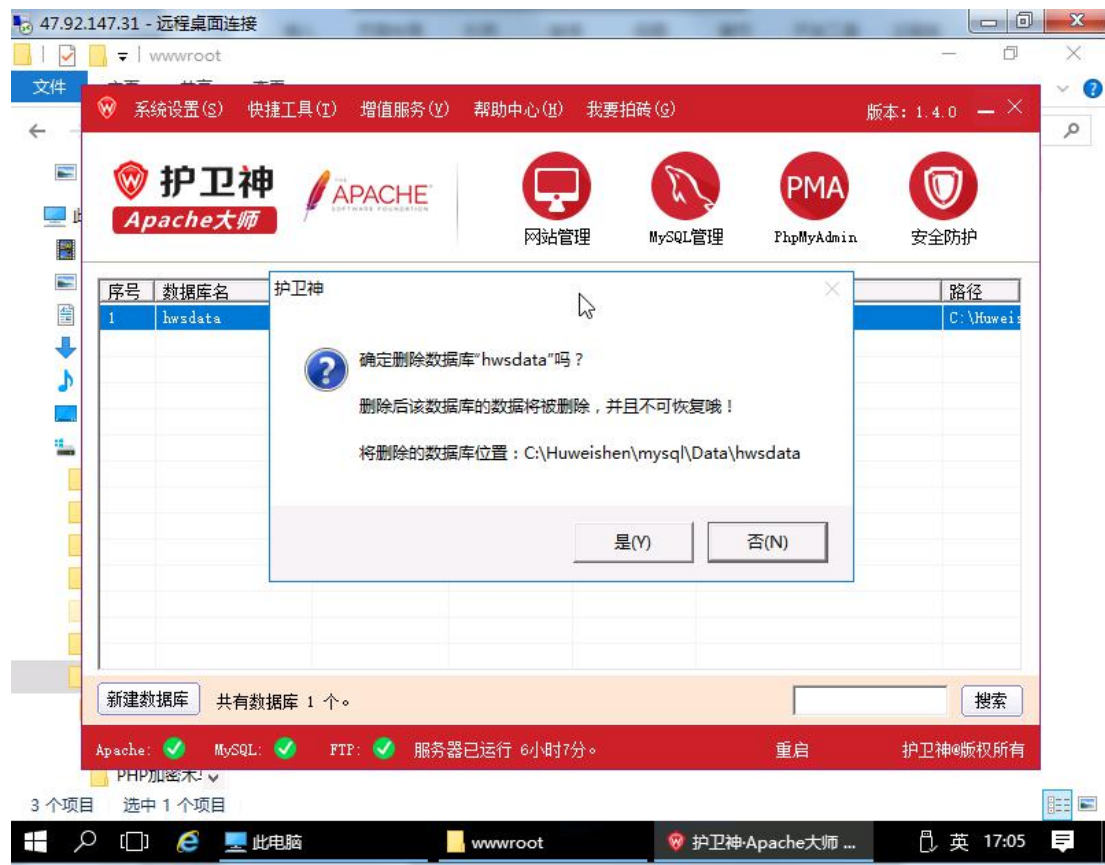 47.92.147.31 - 远程桌面连接
wwwroot
文件
系统设置(S) 快捷工具(T) 增值服务(V) 帮助中心(H) 我要拍砖(G)
版本: 1.4.0
护卫神
Apache大师
THE
APACHE
SOFTWARE FOUNDATION
PMA
网站管理 MySQL管理 PhpMyAdmin 安全防护
序号 数据库名 路径
1 hwsdata C:\Huweis
护卫神
确定删除数据库"hwsdata"吗？
删除后该数据库的数据将被删除，并且不可恢复哦！
将删除的数据库位置：C:\Huweishen\mysql\Data\hwsdata
是(Y) 否(N)
新建数据库 共有数据库 1 个。 搜索
Apache: MySQL: FTP: 服务器已运行 6小时7分。 重启 护卫神@版权所有
PHP加密木
3 个项目 选中 1 个项目
此电脑 wwwroot 护卫神·Apache大师 ... 英 17:05